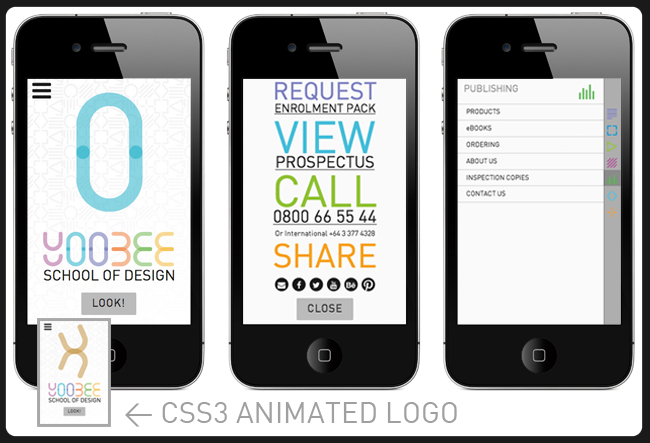 YOOBEE
SCHOOL OF DESIGN
LOOK!
REQUEST
ENROLMENT PACK
VIEW
PROSPECTUS
CALL
0800 66 55 44
Or International +64 3 377 4328
SHARE
CLOSE
PUBLISHING
PRODUCTS
eBOOKS
ORDERING
ABOUT US
INSPECTION COPIES
CONTACT US
YOOBEE
SCHOOL OF DESIGN
LOOK!
← CSS3 ANIMATED LOGO